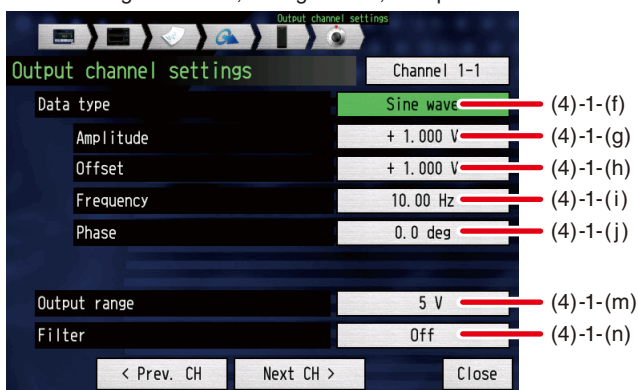 Output channel settings
Output channel settings Channel 1-1
Data type Sine wave (4)-1-(f)
Amplitude + 1.000 V (4)-1-(g)
Offset + 1.000 V (4)-1-(h)
Frequency 10.00 Hz (4)-1-(i)
Phase 0.0 deg (4)-1-(j)
Output range 5 V (4)-1-(m)
Filter Off (4)-1-(n)
< Prev. CH Next CH > Close